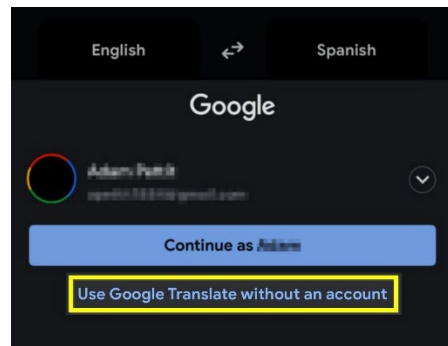 English
Spanish
Google
Continue as
Use Google Translate without an account